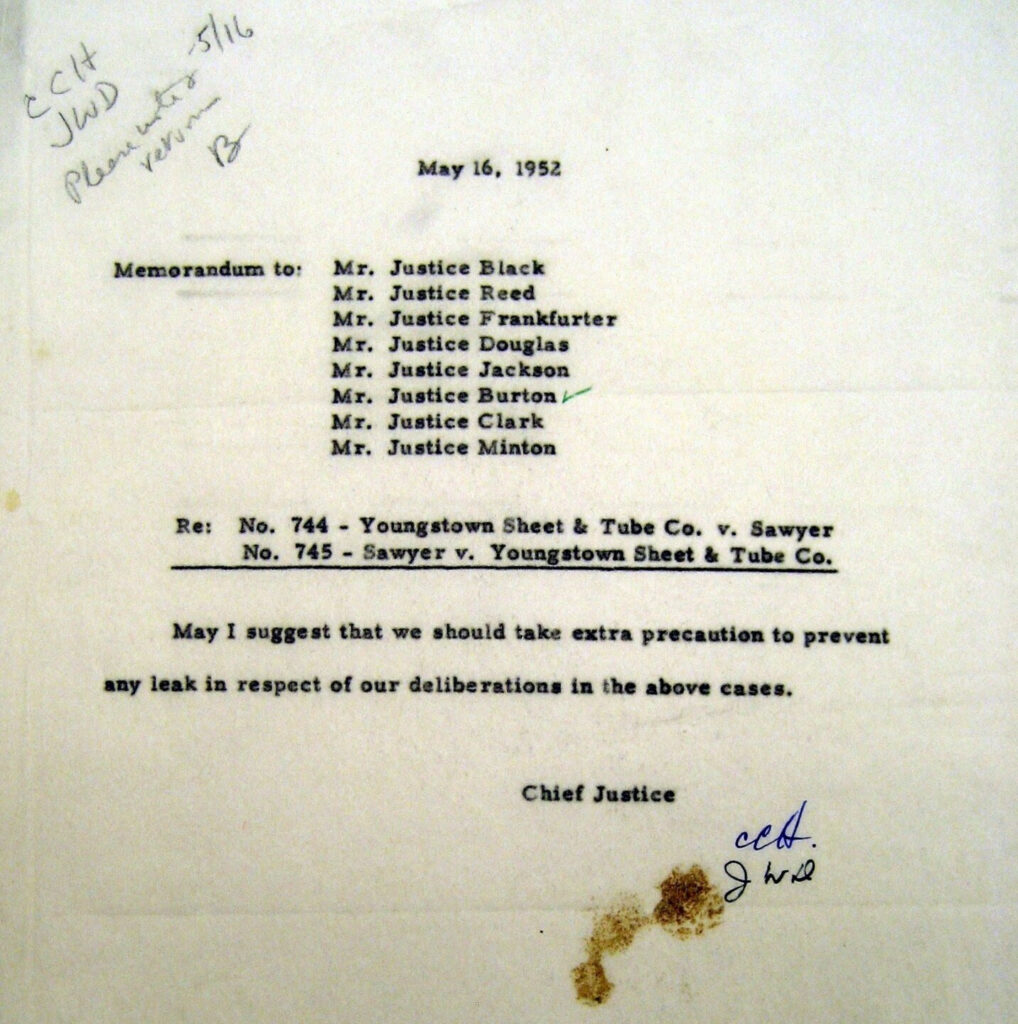 CCH 5/16
JWD
Please note &
return
B
May 16, 1952
Memorandum to: Mr. Justice Black
Mr. Justice Reed
Mr. Justice Frankfurter
Mr. Justice Douglas
Mr. Justice Jackson
Mr. Justice Burton ✓
Mr. Justice Clark
Mr. Justice Minton
Re: No. 744 - Youngstown Sheet & Tube Co. v. Sawyer
No. 745 - Sawyer v. Youngstown Sheet & Tube Co.
May I suggest that we should take extra precaution to prevent
any leak in respect of our deliberations in the above cases.
Chief Justice
CCH.
JWD